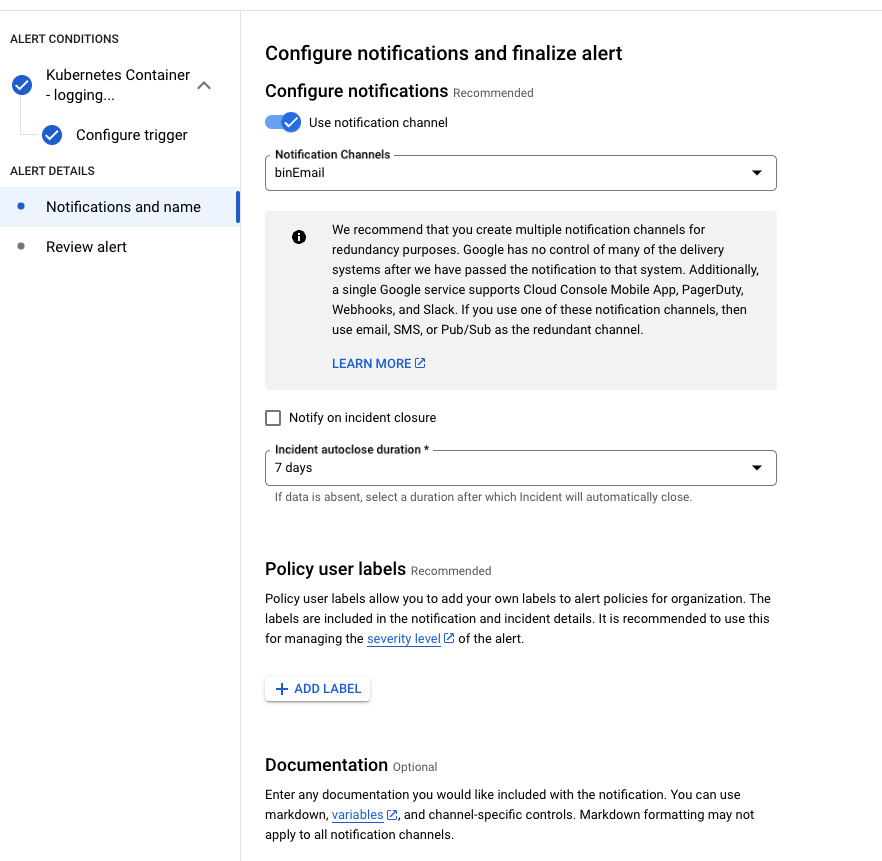 ALERT CONDITIONS
Kubernetes Container
- logging...
Configure trigger
ALERT DETAILS
Notifications and name
Review alert
Configure notifications and finalize alert
Configure notifications Recommended
Use notification channel
Notification Channels
binEmail
We recommend that you create multiple notification channels for
redundancy purposes. Google has no control of many of the delivery
systems after we have passed the notification to that system. Additionally,
a single Google service supports Cloud Console Mobile App, PagerDuty,
Webhooks, and Slack. If you use one of these notification channels, then
use email, SMS, or Pub/Sub as the redundant channel.
LEARN MORE
Notify on incident closure
Incident autoclose duration *
7 days
If data is absent, select a duration after which Incident will automatically close.
Policy user labels Recommended
Policy user labels allow you to add your own labels to alert policies for organization. The
labels are included in the notification and incident details. It is recommended to use this
for managing the severity level of the alert.
ADD LABEL
Documentation Optional
Enter any documentation you would like included with the notification. You can use
markdown, variables, and channel-specific controls. Markdown formatting may not
apply to all notification channels.